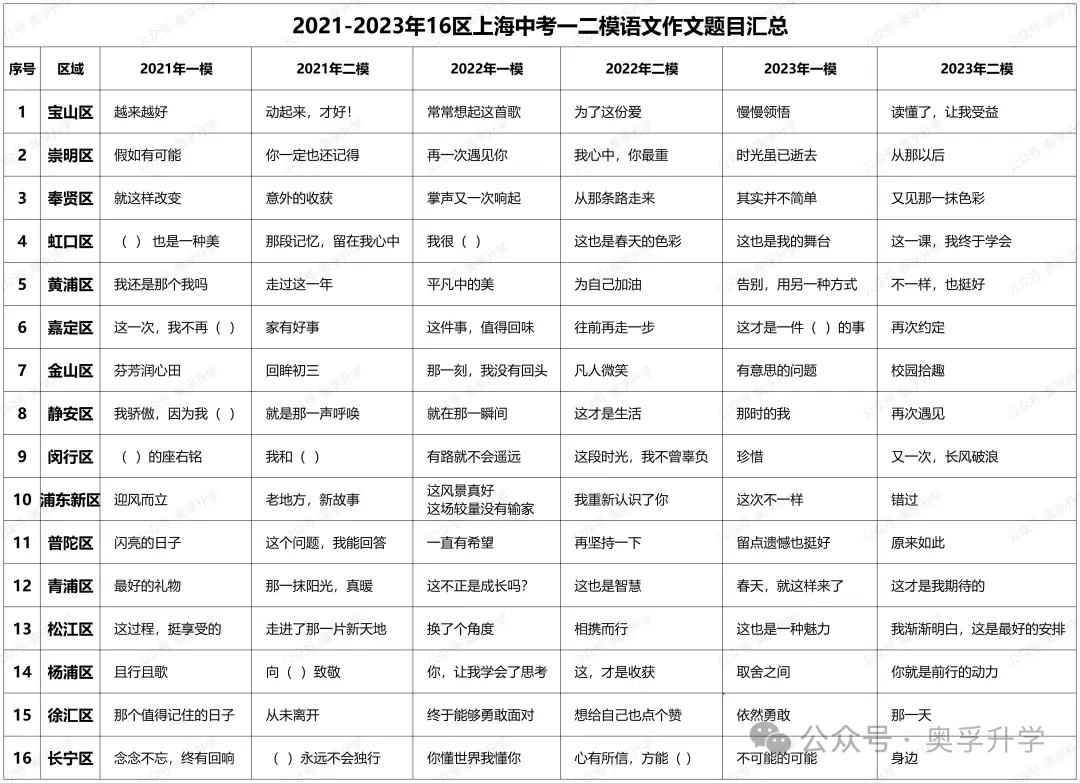 2021-2023年16区上海中考一二模语文作文题目汇总
序号 区域 2021年一模 2021年二模 2022年一模 2022年二模 2023年一模 2023年二模
1 宝山区 越来越好 动起来，才好！ 常常想起这首歌 为了这份爱 慢慢领悟 读懂了，让我受益
2 崇明区 假如有可能 你一定也还记得 再一次遇见你 我心中，你最重 时光虽已逝去 从那以后
3 奉贤区 就这样改变 意外的收获 掌声又一次响起 从那条路走来 其实并不简单 又见那一抹色彩
4 虹口区 （ ） 也是一种美 那段记忆，留在我心中 我很（ ） 这也是春天的色彩 这也是我的舞台 这一课，我终于学会
5 黄浦区 我还是那个我吗 走过这一年 平凡中的美 为自己加油 告别，用另一种方式 不一样，也挺好
6 嘉定区 这一次，我不再（ ） 家有好事 这件事，值得回味 往前再走一步 这才是一件（ ）的事 再次约定
7 金山区 芬芳润心田 回眸初三 那一刻，我没有回头 凡人微笑 有意思的问题 校园拾趣
8 静安区 我骄傲，因为我（ ） 就是那一声呼唤 就在那一瞬间 这才是生活 那时的我 再次遇见
9 闵行区 （ ）的座右铭 我和（ ） 有路就不会遥远 这段时光，我不曾辜负 珍惜 又一次，长风破浪
10 浦东新区 迎风而立 老地方，新故事 这风景真好 我重新认识了你 这次不一样 错过
这场较量没有输家
11 普陀区 闪亮的日子 这个问题，我能回答 一直有希望 再坚持一下 留点遗憾也挺好 原来如此
12 青浦区 最好的礼物 那一抹阳光，真暖 这不正是成长吗？ 这也是智慧 春天，就这样来了 这才是我期待的
13 松江区 这过程，挺享受的 走进了那一片新天地 换了个角度 相携而行 这也是一种魅力 我渐渐明白，这是最好的安排
14 杨浦区 且行且歌 向（ ）致敬 你，让我学会了思考 这，才是收获 取舍之间 你就是前行的动力
15 徐汇区 那个值得记住的日子 从未离开 终于能够勇敢面对 想给自己也点个赞 依然勇敢 那一天
16 长宁区 念念不忘，终有回响 （ ）永远不会独行 你懂世界我懂你 心有所信，方能（ ） 不可能的可能 身边
公众号·奥孚升学